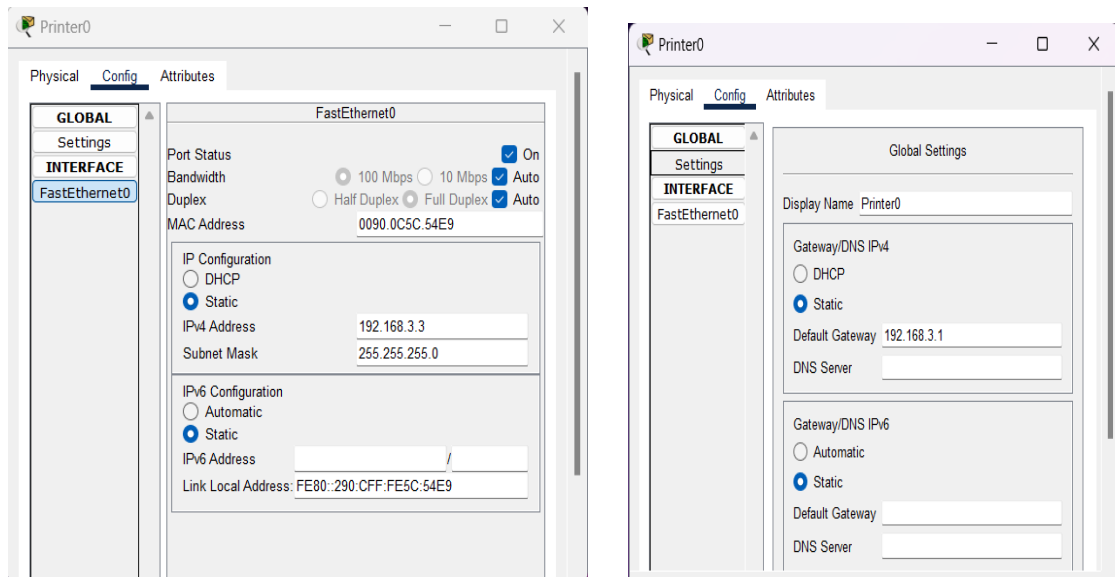 Printer0
Physical Config Attributes
GLOBAL
Settings
INTERFACE
FastEthernet0
FastEthernet0
Port Status On
Bandwidth 100 Mbps 10 Mbps Auto
Duplex Half Duplex Full Duplex Auto
MAC Address 0090.0C5C.54E9
IP Configuration
DHCP
Static
IPv4 Address 192.168.3.3
Subnet Mask 255.255.255.0
IPv6 Configuration
Automatic
Static
IPv6 Address /
Link Local Address: FE80::290:CFF:FE5C:54E9
Printer0
Physical Config Attributes
GLOBAL
Settings
INTERFACE
FastEthernet0
Global Settings
Display Name Printer0
Gateway/DNS IPv4
DHCP
Static
Default Gateway 192.168.3.1
DNS Server
Gateway/DNS IPv6
Automatic
Static
Default Gateway
DNS Server